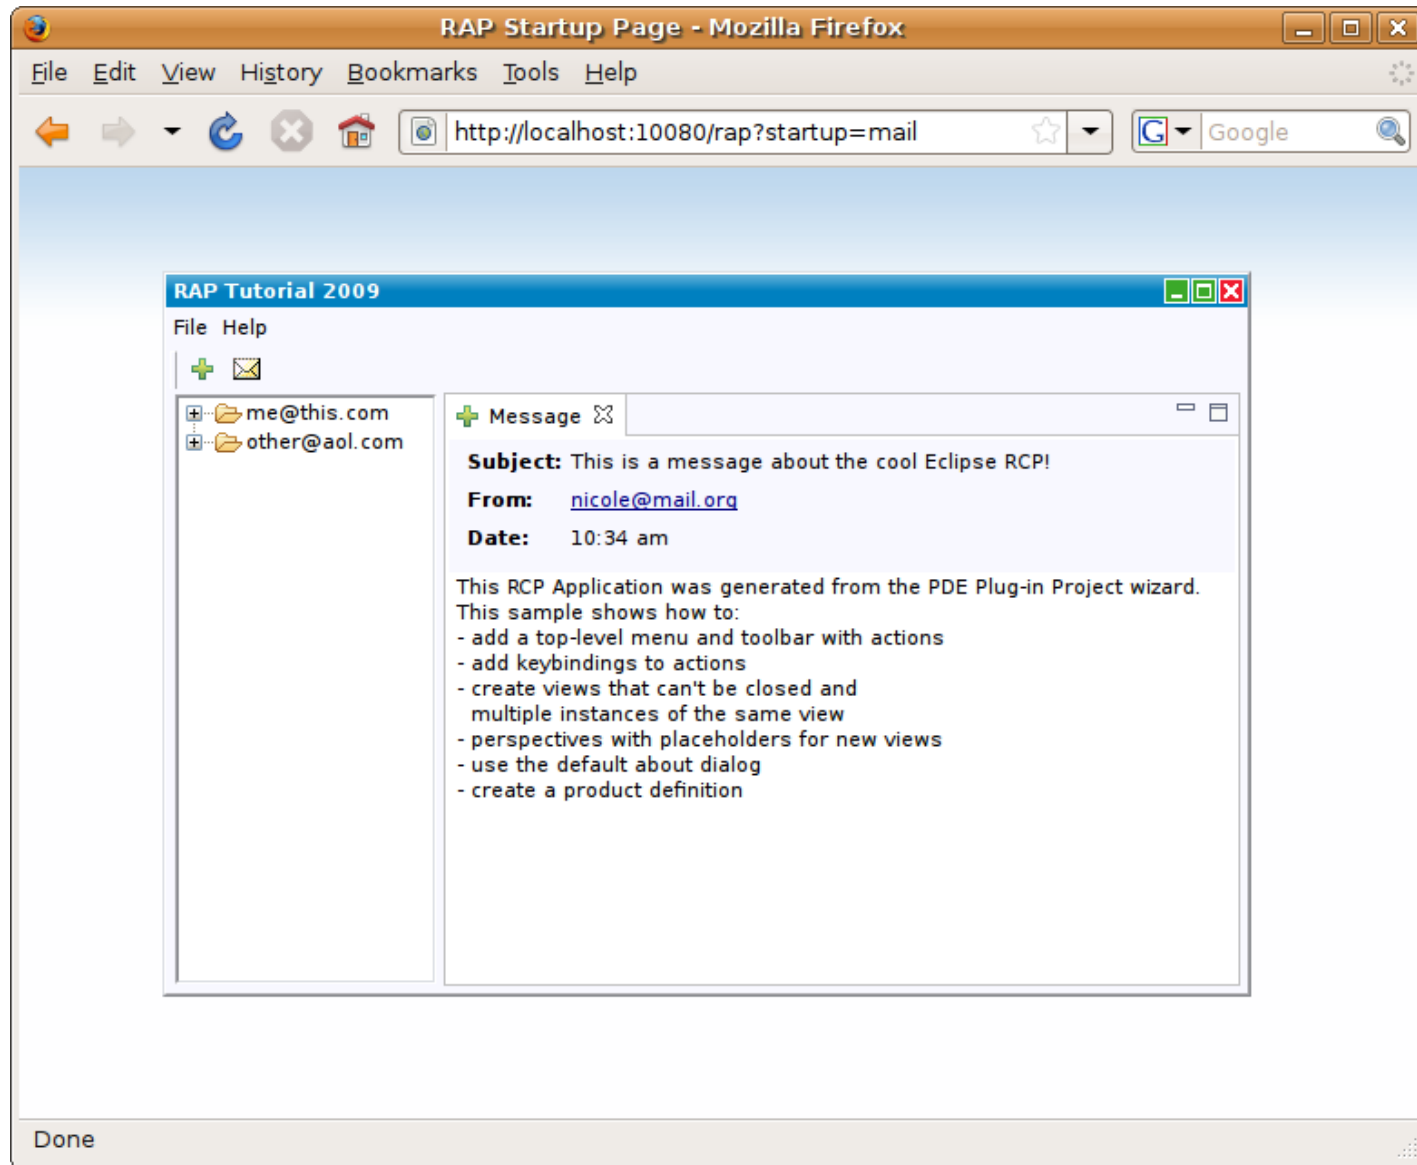 RAP Startup Page - Mozilla Firefox
File Edit View History Bookmarks Tools Help
http://localhost:10080/rap?startup=mail
G Google
RAP Tutorial 2009
File Help
me@this.com
other@aol.com
Message
Subject: This is a message about the cool Eclipse RCP!
From: nicole@mail.org
Date: 10:34 am
This RCP Application was generated from the PDE Plug-in Project wizard.
This sample shows how to:
- add a top-level menu and toolbar with actions
- add keybindings to actions
- create views that can't be closed and
multiple instances of the same view
- perspectives with placeholders for new views
- use the default about dialog
- create a product definition
Done